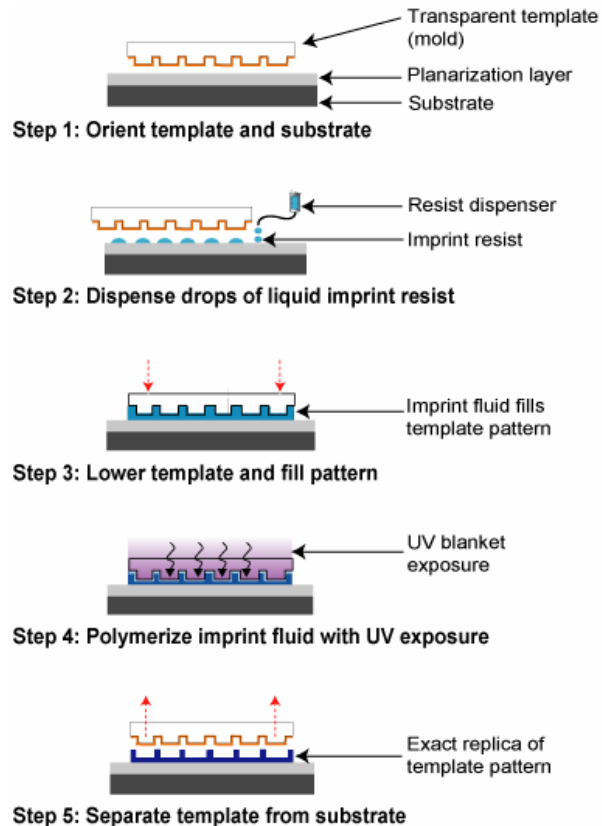 Transparent template
(mold)
Planarization layer
Substrate
Step 1: Orient template and substrate
Resist dispenser
Imprint resist
Step 2: Dispense drops of liquid imprint resist
Imprint fluid fills
template pattern
Step 3: Lower template and fill pattern
UV blanket
exposure
Step 4: Polymerize imprint fluid with UV exposure
Exact replica of
template pattern
Step 5: Separate template from substrate